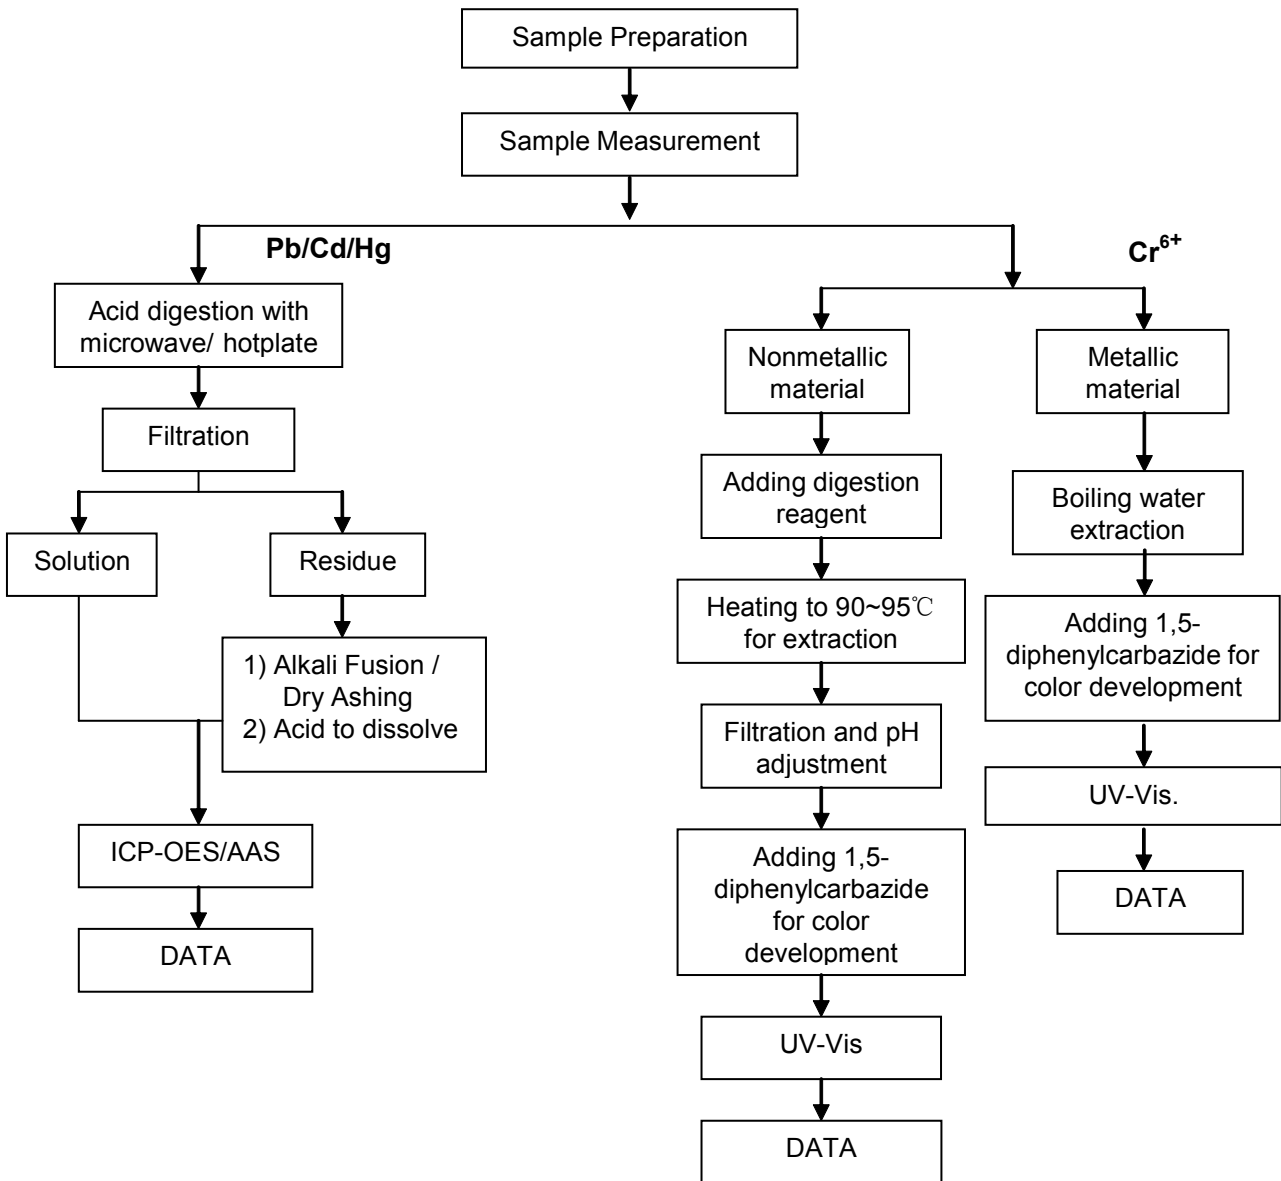 Sample Preparation
Sample Measurement
Pb/Cd/Hg
Acid digestion with
microwave/ hotplate
Filtration
Solution
Residue
1) Alkali Fusion /
Dry Ashing
2) Acid to dissolve
ICP-OES/AAS
DATA
Cr⁶⁺
Nonmetallic
material
Adding digestion
reagent
Heating to 90~95℃
for extraction
Filtration and pH
adjustment
Adding 1,5-
diphenylcarbazide
for color
development
UV-Vis
DATA
Metallic
material
Boiling water
extraction
Adding 1,5-
diphenylcarbazide for
color development
UV-Vis.
DATA